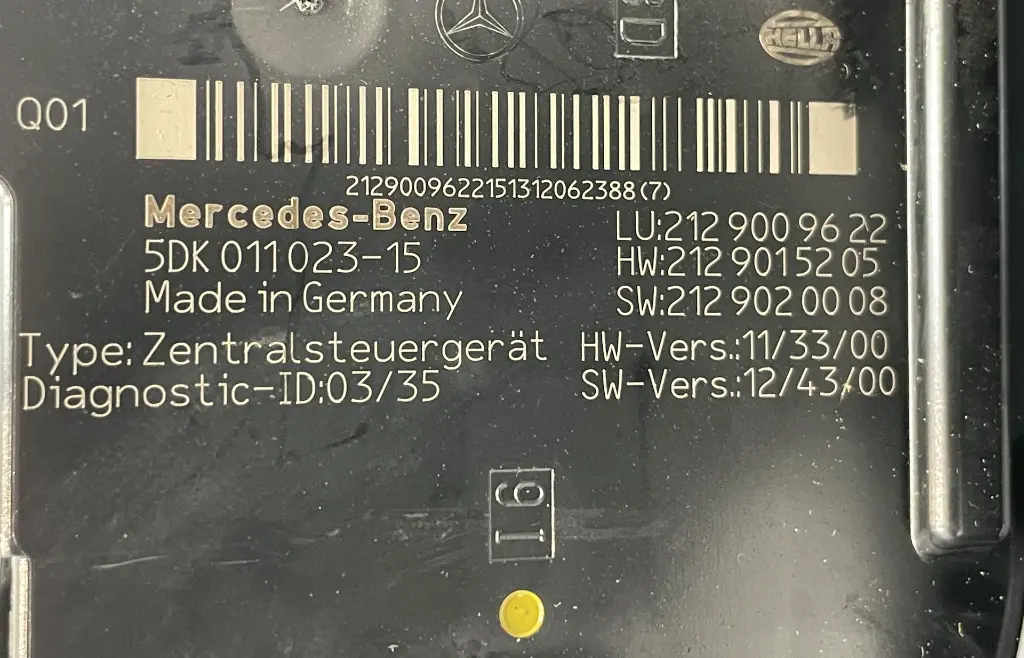 GD
HELLA
Q01
2129009622151312062388(7)
Mercedes-Benz
5DK 011 023-15
Made in Germany
LU:212 900 96 22
HW:212 901 52 05
SW:212 902 00 08
Type: Zentralsteuergerät
Diagnostic-ID:03/35
HW-Vers.:11/33/00
SW-Vers.:12/43/00